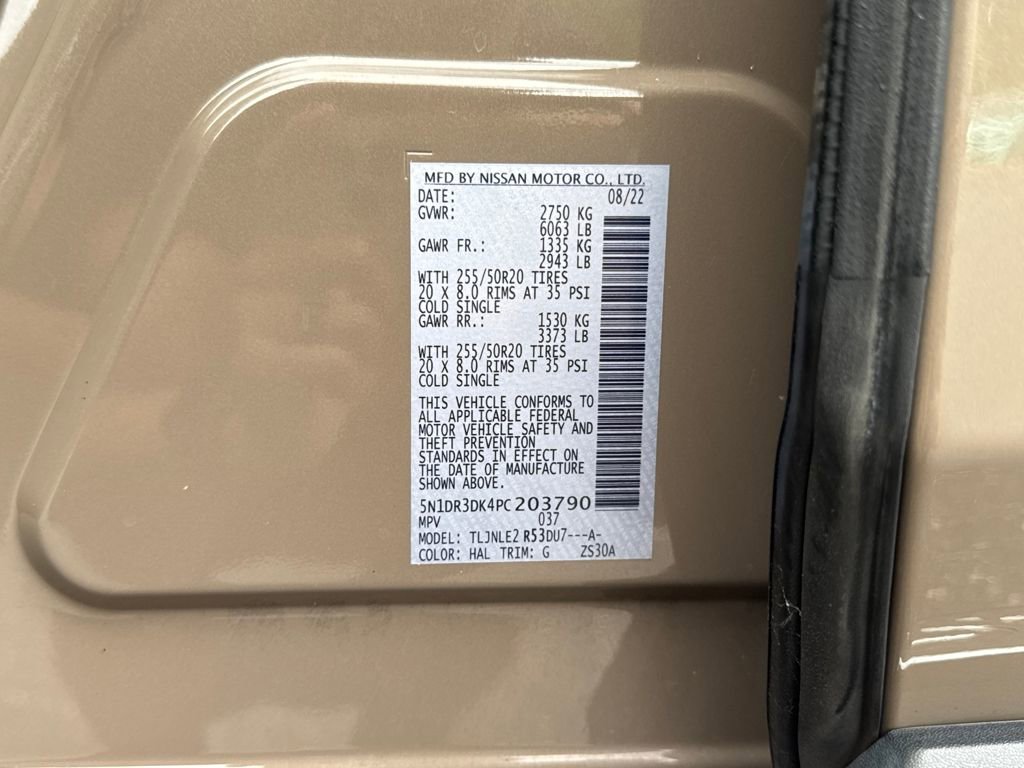 MFD BY NISSAN MOTOR CO., LTD.
DATE: 08/22
GVWR: 2750 KG
6063 LB
GAWR FR.: 1335 KG
2943 LB
WITH 255/50R20 TIRES
20 X 8.0 RIMS AT 35 PSI
COLD SINGLE
GAWR RR.: 1530 KG
3373 LB
WITH 255/50R20 TIRES
20 X 8.0 RIMS AT 35 PSI
COLD SINGLE
THIS VEHICLE CONFORMS TO
ALL APPLICABLE FEDERAL
MOTOR VEHICLE SAFETY AND
THEFT PREVENTION
STANDARDS IN EFFECT ON
THE DATE OF MANUFACTURE
SHOWN ABOVE.
5N1DR3DK4PC203790
MPV 037
MODEL: TLJNLE2 R53DU7---A-
COLOR: HAL TRIM: G ZS30A